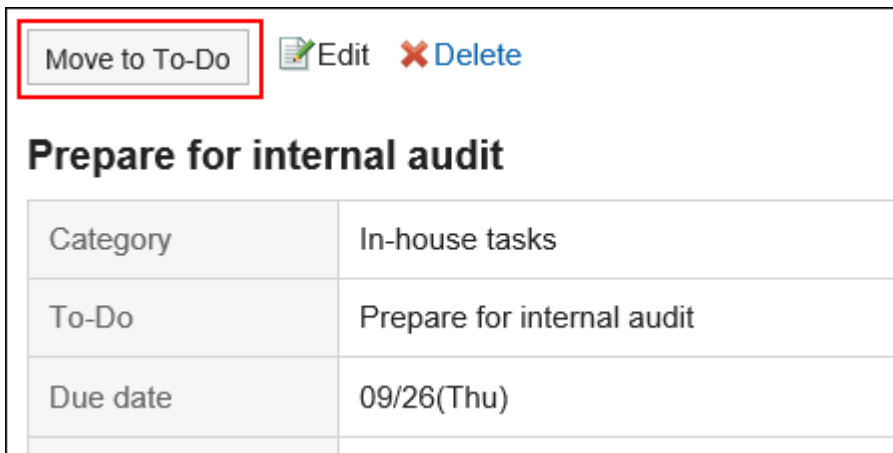 Move to To-Do Edit Delete
Prepare for internal audit
Category In-house tasks
To-Do Prepare for internal audit
Due date 09/26(Thu)